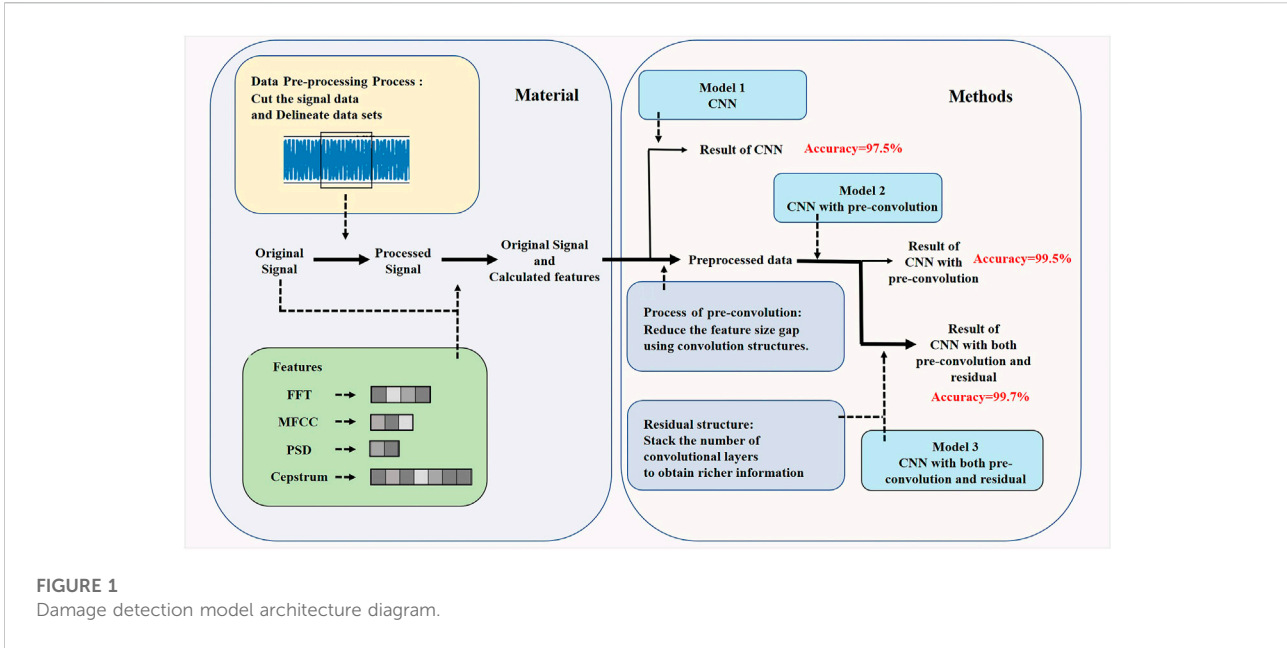 Data Pre-processing Process :
Cut the signal data
and Delineate data sets
Material
Original
Signal
Processed
Signal
Original Signal
and
Calculated features
Features
FFT
MFCC
PSD
Cepstrum
Methods
Model 1
CNN
Result of CNN
Accuracy=97.5%
Model 2
CNN with pre-convolution
Preprocessed data
Result of
CNN with
pre-convolution
Accuracy=99.5%
Process of pre-convolution:
Reduce the feature size gap
using convolution structures.
Result of
CNN with both
pre-convolution and
residual
Accuracy=99.7%
Residual structure:
Stack the number of
convolutional layers
to obtain richer information
Model 3
CNN with both pre-
convolution and residual
FIGURE 1
Damage detection model architecture diagram.